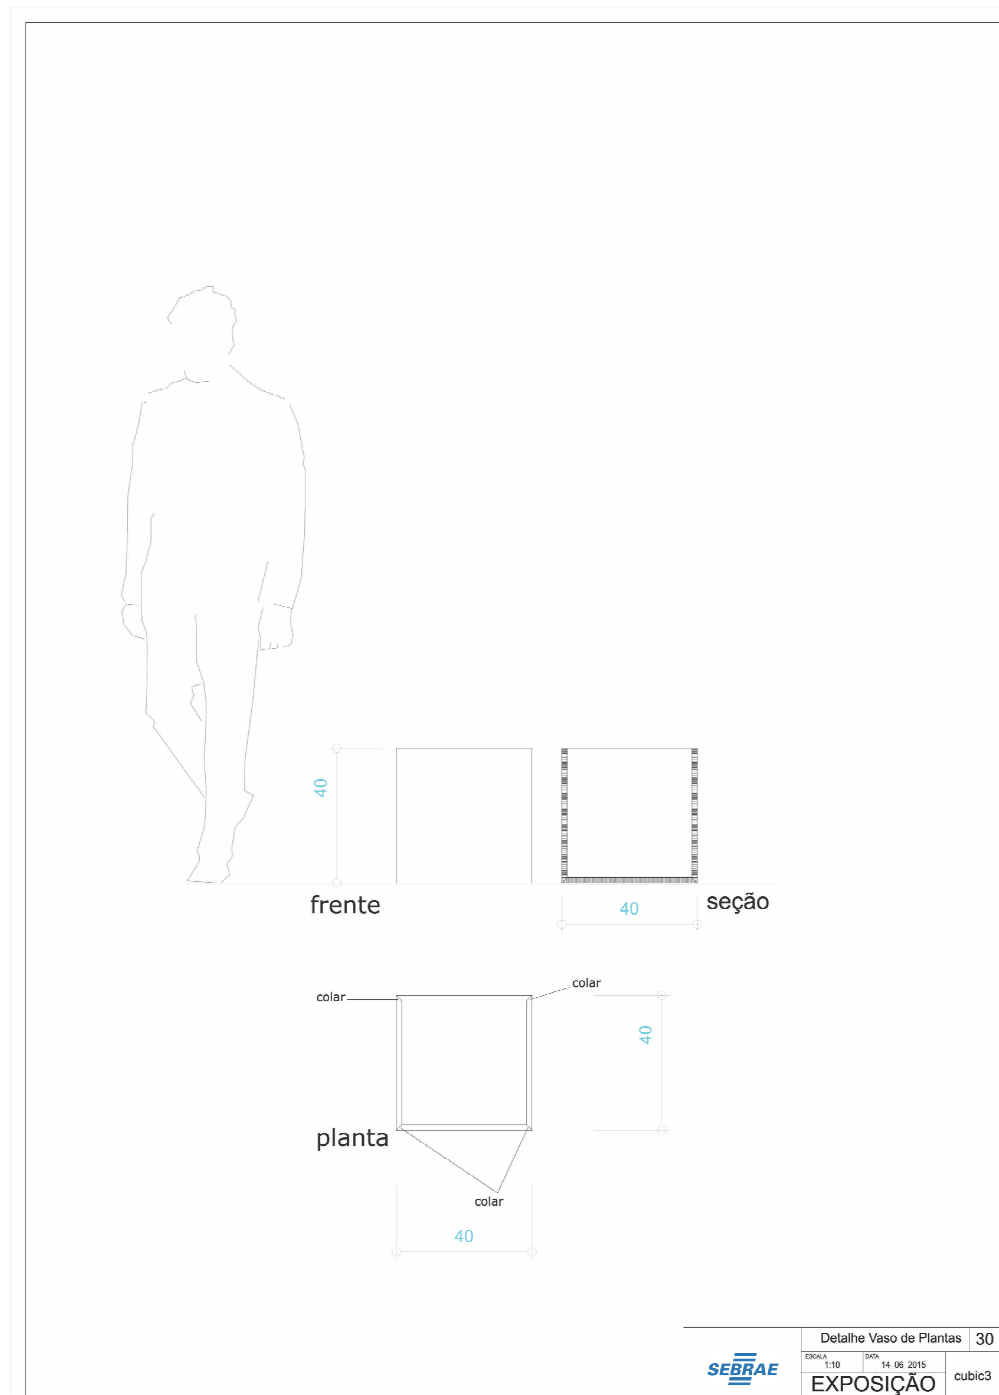 40
frente
40
seção
colar
colar
40
planta
colar
40
Detalhe Vaso de Plantas 30
ESCALA
1:10
DATA
14 06 2015
SEBRAE
EXPOSIÇÃO
cubic3